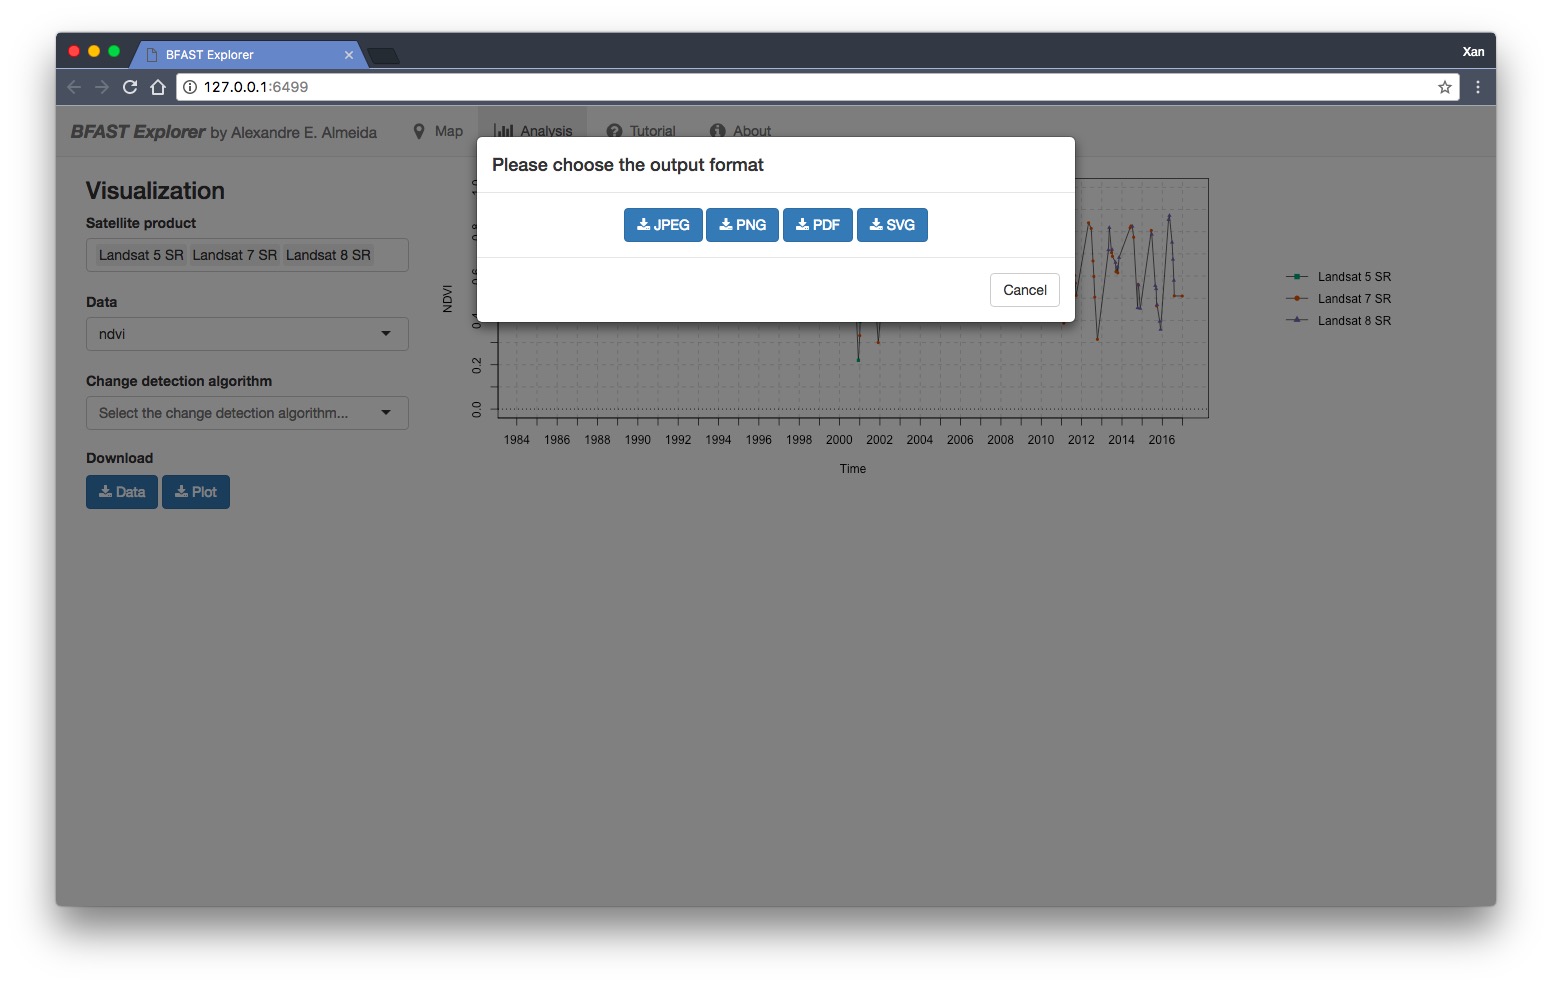 BFAST Explorer
Xan
127.0.0.1:6499
BFAST Explorer by Alexandre E. Almeida
Map
Analysis
Tutorial
About
Please choose the output format
JPEG PNG PDF SVG
Cancel
Visualization
Satellite product
Landsat 5 SR Landsat 7 SR Landsat 8 SR
Data
ndvi
Change detection algorithm
Select the change detection algorithm...
Download
Data Plot
NDVI
1.0
0.8
0.6
0.4
0.2
0.0
1984 1986 1988 1990 1992 1994 1996 1998 2000 2002 2004 2006 2008 2010 2012 2014 2016
Time
Landsat 5 SR
Landsat 7 SR
Landsat 8 SR